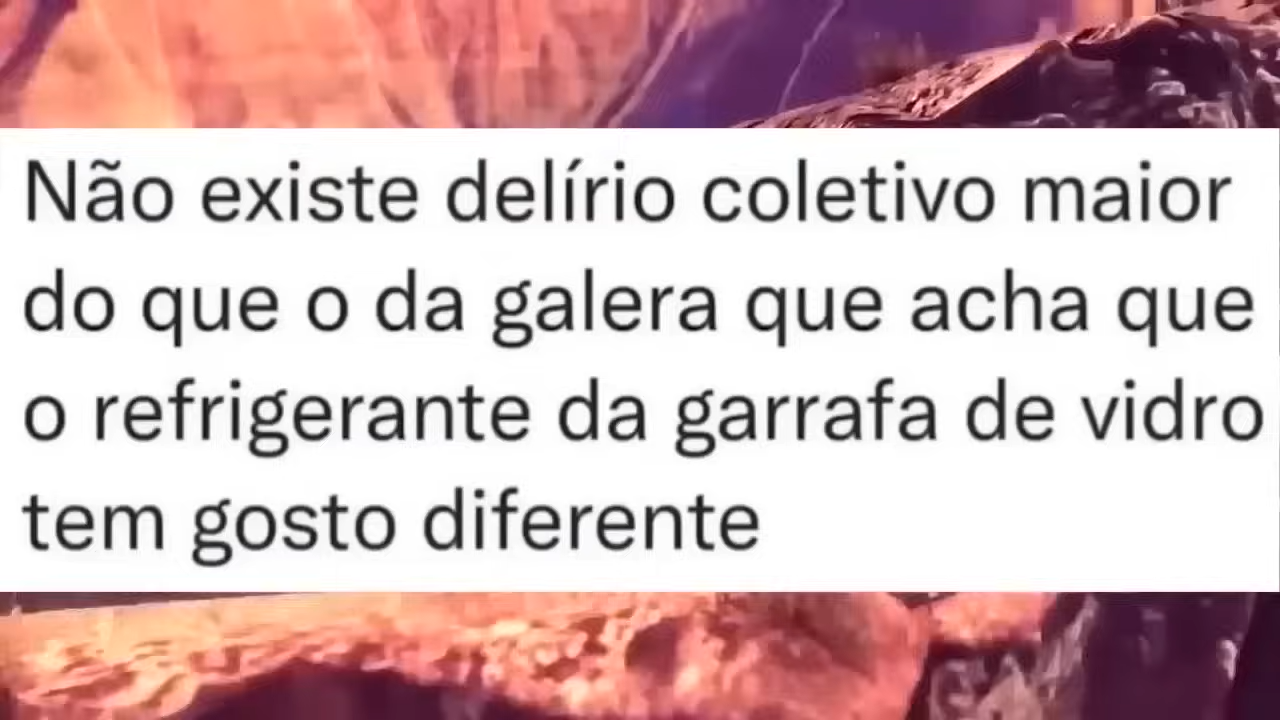 Não existe delírio coletivo maior
do que o da galera que acha que
o refrigerante da garrafa de vidro
tem gosto diferente